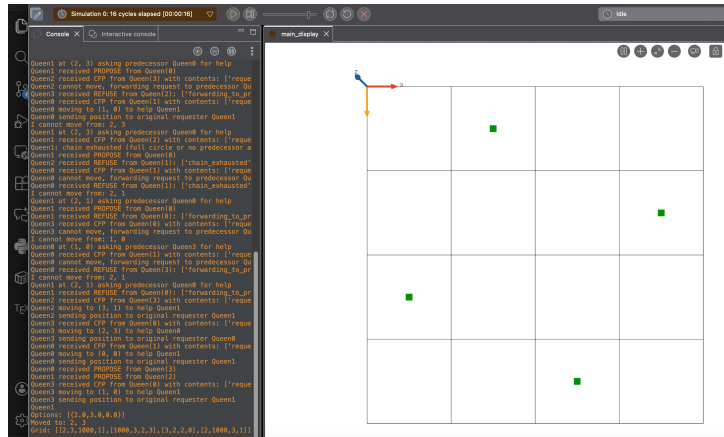 Simulation 0: 16 cycles elapsed [00:00:16]
Idle
Console
Interactive console
main_display
Queen1 at (2, 3) asking predecessor Queen0 for help
Queen1 received PROPOSE from Queen(0)
Queen2 received CFP from Queen(3) with contents: ['reque
Queen2 cannot move, forwarding request to predecessor Qu
Queen3 received REFUSE from Queen(2): ['forwarding_to_pr
Queen0 received CFP from Queen(1) with contents: ['reque
Queen0 moving to (1, 0) to help Queen1
Queen0 sending position to original requester Queen1
I cannot move from: 2, 3
Queen1 at (2, 3) asking predecessor Queen0 for help
Queen1 received CFP from Queen(2) with contents: ['reque
Queen1: chain exhausted (full circle or no predecessor a
Queen1 received PROPOSE from Queen(0)
Queen2 received REFUSE from Queen(1): ['chain_exhausted'
Queen0 received CFP from Queen(1) with contents: ['reque
Queen0 cannot move, forwarding request to predecessor Qu
Queen2 received REFUSE from Queen(1): ['chain_exhausted'
I cannot move from: 2, 1
Queen1 at (2, 1) asking predecessor Queen0 for help
Queen1 received PROPOSE from Queen(0)
Queen1 received REFUSE from Queen(0): ['forwarding_to_pr
Queen3 received CFP from Queen(0) with contents: ['reque
Queen3 cannot move, forwarding request to predecessor Qu
I cannot move from: 1, 0
Queen0 at (1, 0) asking predecessor Queen3 for help
Queen0 received CFP from Queen(1) with contents: ['reque
Queen0 cannot move, forwarding request to predecessor Qu
Queen0 received REFUSE from Queen(3): ['forwarding_to_pr
I cannot move from: 2, 1
Queen1 at (2, 1) asking predecessor Queen0 for help
Queen1 received REFUSE from Queen(0): ['forwarding_to_pr
Queen2 received CFP from Queen(3) with contents: ['reque
Queen2 moving to (3, 1) to help Queen1
Queen2 sending position to original requester Queen1
Queen3 received CFP from Queen(0) with contents: ['reque
Queen3 moving to (2, 3) to help Queen0
Queen3 sending position to original requester Queen0
Queen0 received CFP from Queen(1) with contents: ['reque
Queen0 moving to (0, 0) to help Queen1
Queen0 sending position to original requester Queen1
Queen0 received PROPOSE from Queen(3)
Queen1 received PROPOSE from Queen(2)
Queen3 received CFP from Queen(0) with contents: ['reque
Queen3 moving to (1, 0) to help Queen1
Queen3 sending position to original requester Queen1
Queen1
Options: [{2.0,3.0,0.0}]
Moved to: 2, 3
Grid: [[2,3,1000,1],[1000,3,2,3],[3,2,2,0],[2,1000,3,1]]
x